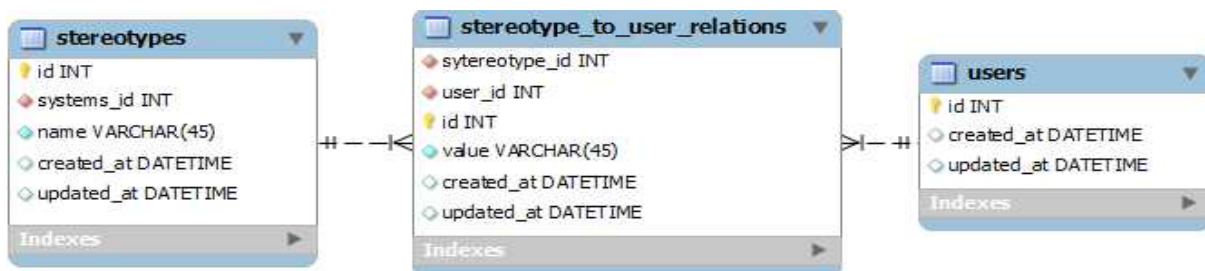 stereotypes
id INT
systems_id INT
name VARCHAR(45)
created_at DATETIME
updated_at DATETIME
Indexes
stereotype_to_user_relations
sytereotype_id INT
user_id INT
id INT
value VARCHAR(45)
created_at DATETIME
updated_at DATETIME
Indexes
users
id INT
created_at DATETIME
updated_at DATETIME
Indexes